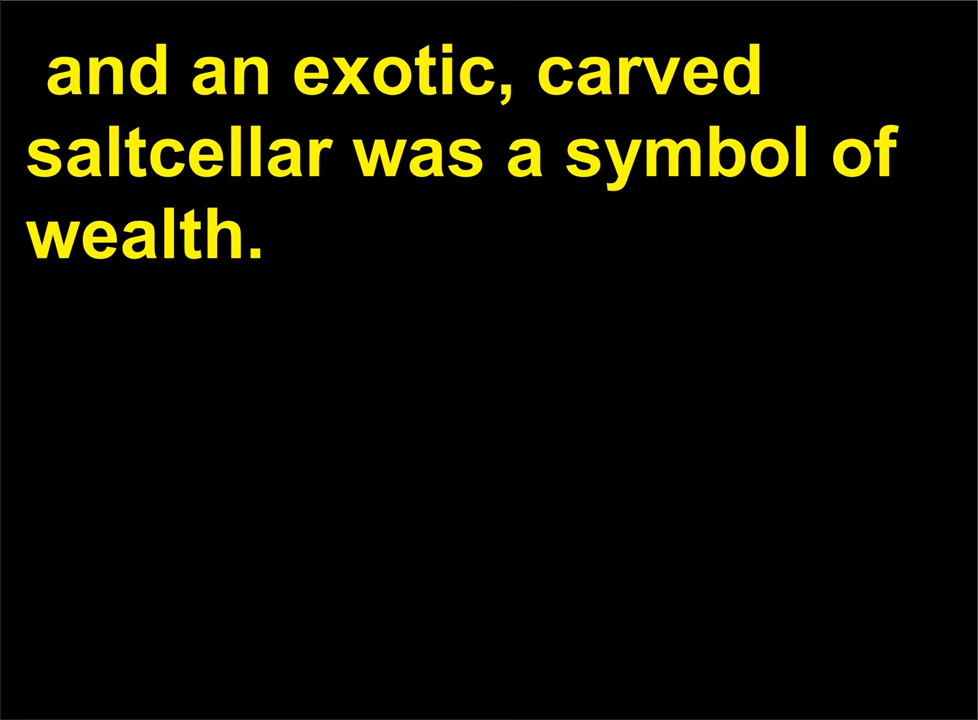 and an exotic, carved
saltcellar was a symbol of
wealth.